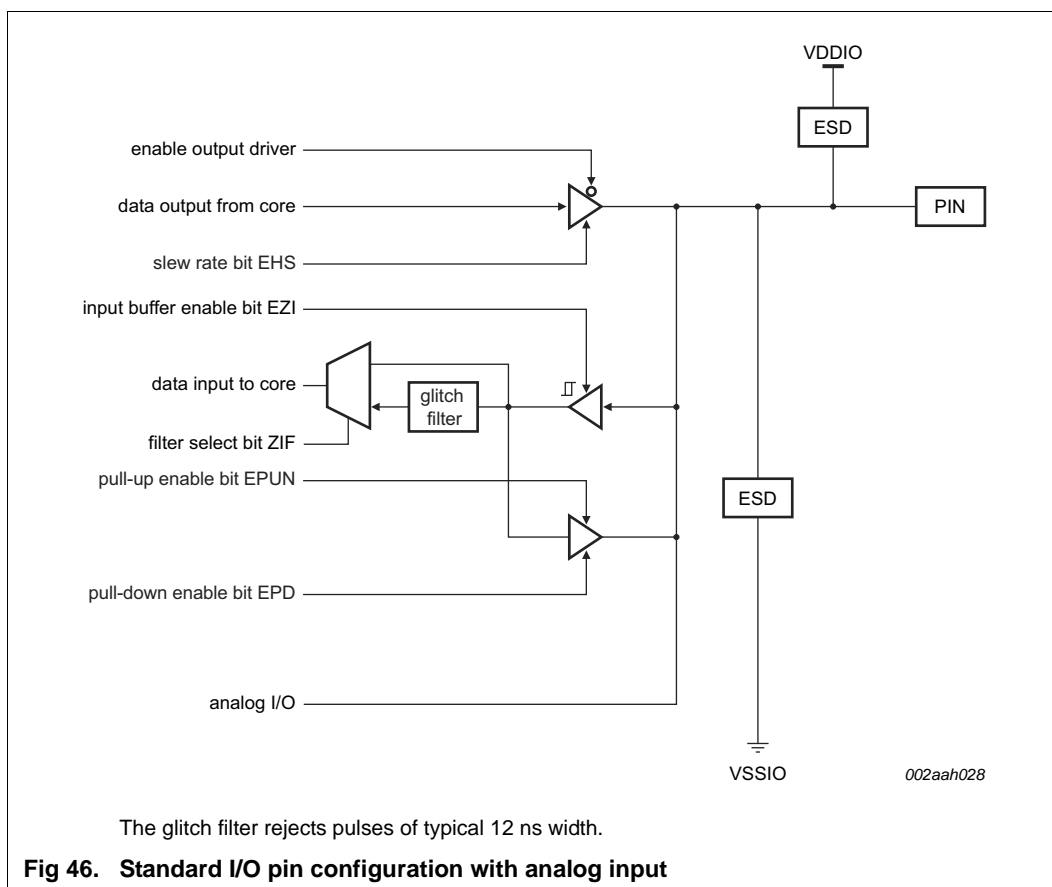 VDDIO
ESD
enable output driver
data output from core
PIN
slew rate bit EHS
input buffer enable bit EZI
data input to core
glitch
filter
filter select bit ZIF
pull-up enable bit EPUN
ESD
pull-down enable bit EPD
analog I/O
VSSIO
002aah028
The glitch filter rejects pulses of typical 12 ns width.
Fig 46. Standard I/O pin configuration with analog input